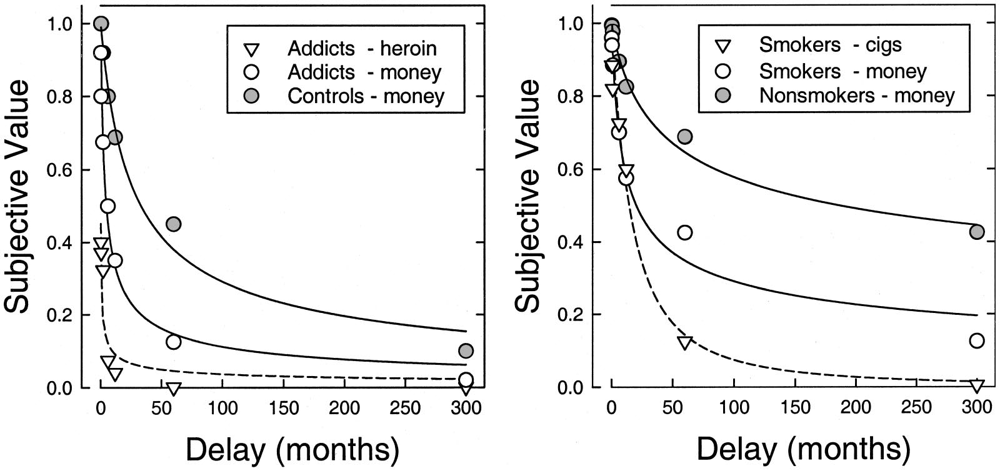 Subjective Value
1.0
0.8
0.6
0.4
0.2
0.0
Addicts - heroin
Addicts - money
Controls - money
0 50 100 150 200 250 300
Delay (months)
Subjective Value
1.0
0.8
0.6
0.4
0.2
0.0
Smokers - cigs
Smokers - money
Nonsmokers - money
0 50 100 150 200 250 300
Delay (months)